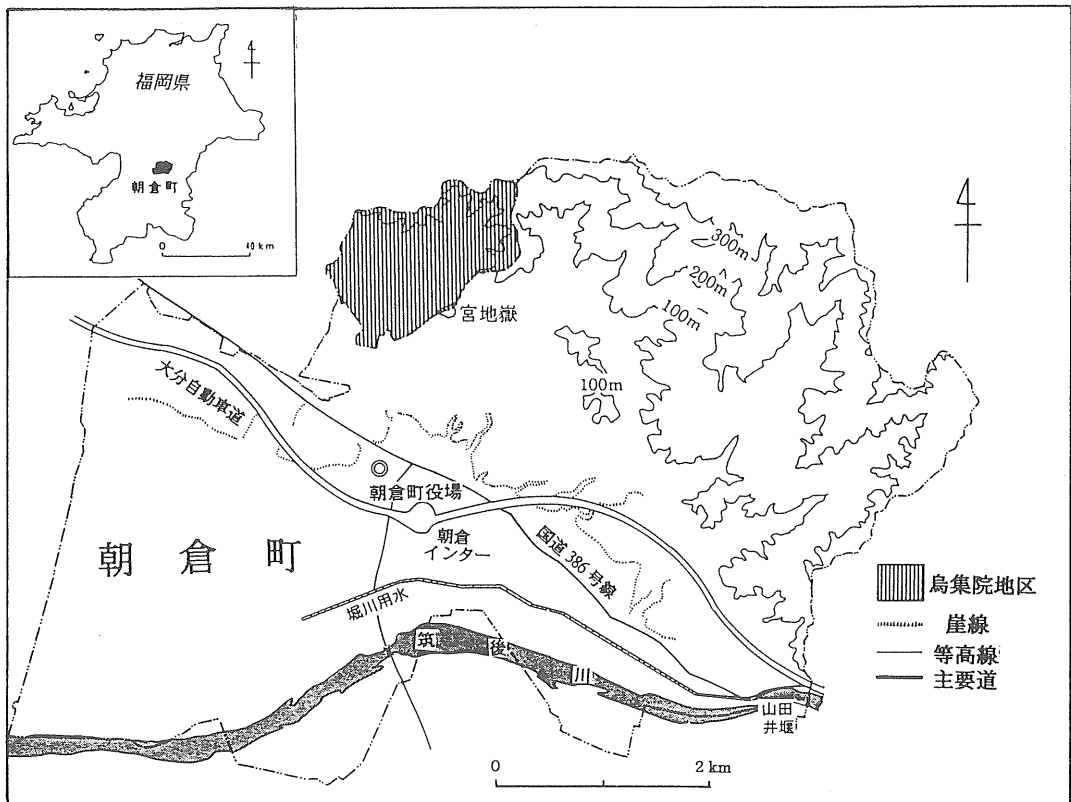 福岡県
朝倉町
0 40km
300m
200m
100m
宮地嶽
100m
大分自動車道
朝倉町役場
朝倉
インター
国道386号線
朝倉町
堀川用水
筑後川
山田
井堰
烏集院地区
崖線
等高線
主要道
0 2km